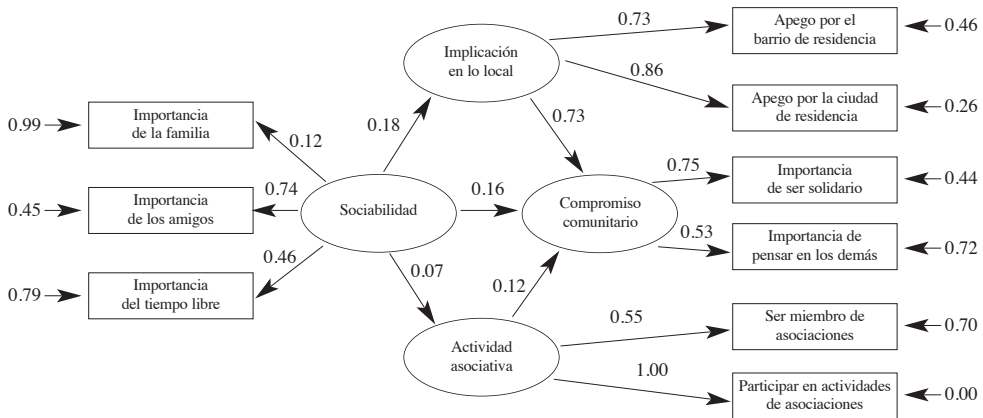 0.73
Apego por el
barrio de residencia
0.46
Implicación
en lo local
0.86
Apego por la ciudad
de residencia
0.26
0.99
Importancia
de la familia
0.12
0.18
0.73
0.75
Importancia
de ser solidario
0.44
0.45
Importancia
de los amigos
0.74
Sociabilidad
0.16
Compromiso
comunitario
0.53
Importancia de
pensar en los demás
0.72
0.46
0.07
0.12
0.79
Importancia
del tiempo libre
0.55
Ser miembro de
asociaciones
0.70
Actividad
asociativa
1.00
Participar en actividades
de asociaciones
0.00